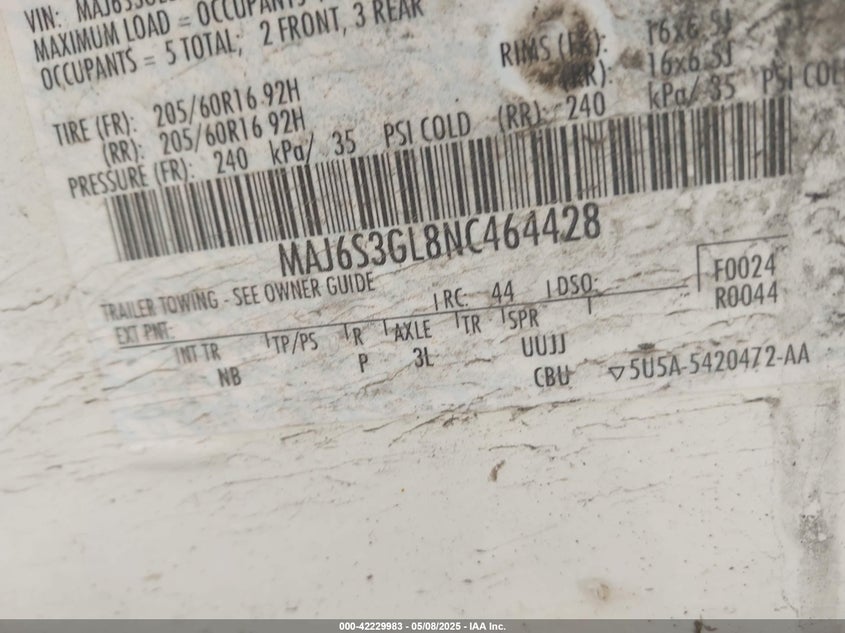 VIN:
MAXIMUM LOAD = OCCUPANTS
OCCUPANTS = 5 TOTAL; 2 FRONT, 3 REAR
RIMS (FR): 16x6.5J
(RR): 16x6.5J
TIRE (FR): 205/60R16 92H
(RR): 205/60R16 92H
PRESSURE (FR): 240 kPa/ 35 PSI COLD (RR): 240 kPa/ 35 PSI COLD
MAJ6S3GL8NC464428
TRAILER TOWING - SEE OWNER GUIDE
RC: 44 DSO:
F0024
R0044
EXT PNT:
INT TR TP/PS R AXLE TR SPR
NB P 3L UUJJ
CBU ▽5U5A-5420472-AA
000-42229983 - 05/08/2025 - IAA Inc.